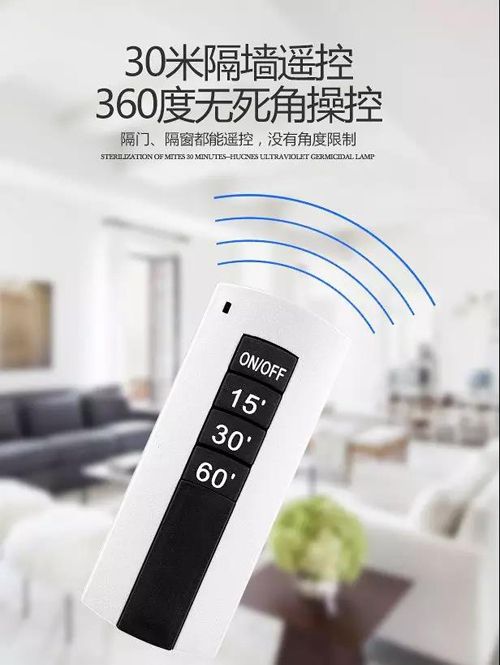 30米隔墙遥控
360度无死角操控
隔门、隔窗都能遥控，没有角度限制
STERILIZATION OF MITES 30 MINUTES--HUCNES ULTRAVIOLET GERMICIDAL LAMP
ON/OFF
15'
30'
60'